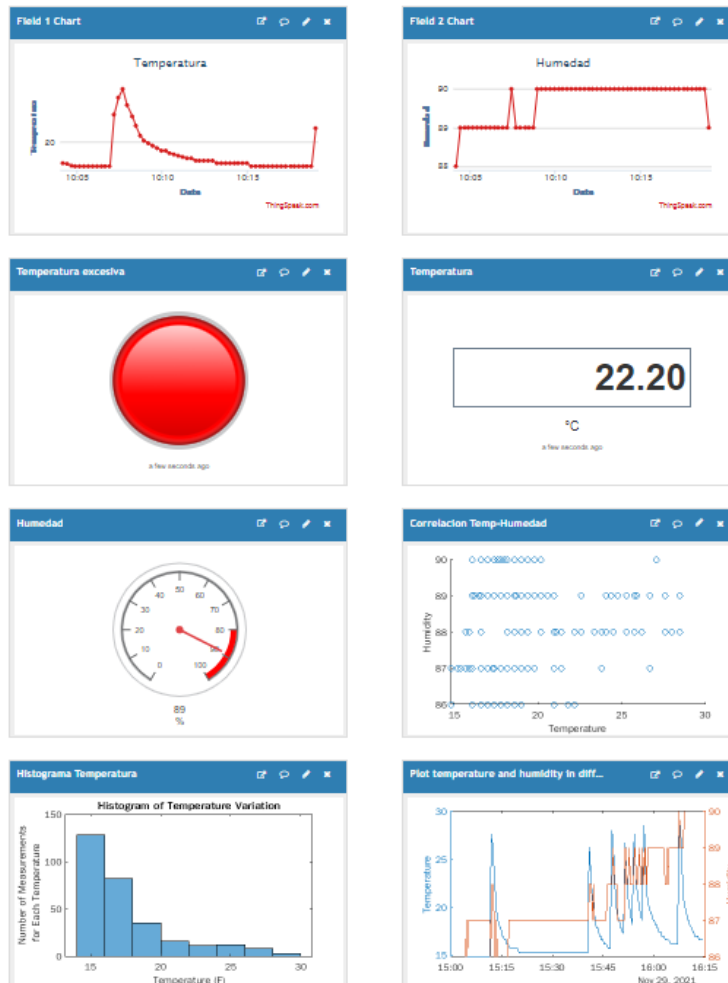 Field 1 Chart
Temperatura
20
10:05 10:10 10:15
Date
ThingSpeak.com
Field 2 Chart
Humedad
90
89
88
10:05 10:10 10:15
Date
ThingSpeak.com
Temperatura excesiva
a few seconds ago
Temperatura
22.20
°C
a few seconds ago
Humedad
0 10 20 30 40 50 60 70 80 90 100
89
%
Correlacion Temp-Humedad
90
89
88
87
86
Humidity
15 20 25 30
Temperature
Histograma Temperatura
Histogram of Temperature Variation
150
100
50
0
Number of Measurements
for Each Temperature
15 20 25 30
Temperature (F)
Plot temperature and humidity in diff...
30
25
20
15
Temperature
90
89
88
87
86
15:00 15:15 15:30 15:45 16:00 16:15
Nov 29, 2021